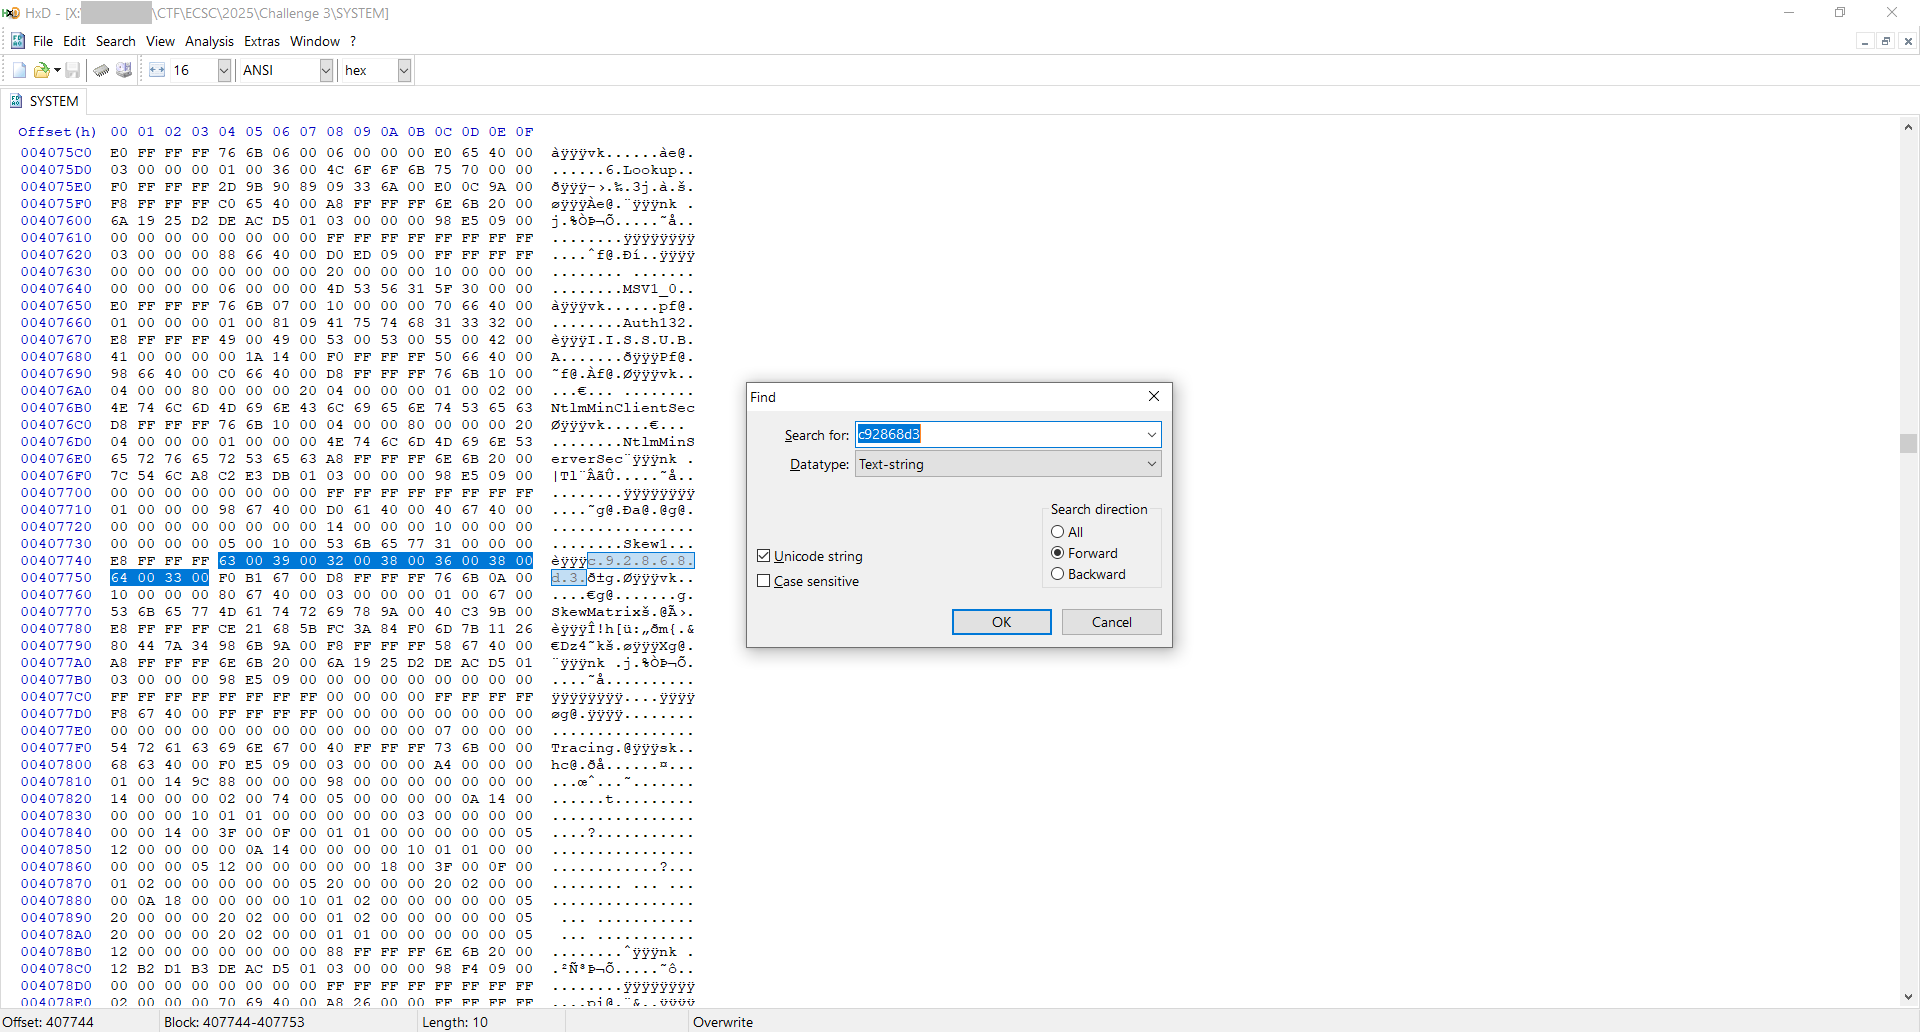 HxD - [X:\ \CTF\ECSC\2025\Challenge 3\SYSTEM]
File Edit Search View Analysis Extras Window ?
16 ANSI hex
SYSTEM
Offset(h) 00 01 02 03 04 05 06 07 08 09 0A 0B 0C 0D 0E 0F
004075C0 E0 FF FF FF 76 6B 06 00 06 00 00 00 E0 65 40 00 àÿÿÿvk......àe@.
004075D0 03 00 00 00 01 00 36 00 4C 6F 6F 6B 75 70 00 00 ......6.Lookup..
004075E0 F0 FF FF FF 2D 9B 90 89 09 33 6A 00 E0 0C 9A 00 ðÿÿÿ-›.‰.3j.à.š.
004075F0 F8 FF FF FF C0 65 40 00 A8 FF FF FF 6E 6B 20 00 øÿÿÿÀe@.¨ÿÿÿnk .
00407600 6A 19 25 D2 DE AC D5 01 03 00 00 00 98 E5 09 00 j.%ÒÞ¬Õ.....˜å..
00407610 00 00 00 00 00 00 00 00 FF FF FF FF FF FF FF FF ........ÿÿÿÿÿÿÿÿ
00407620 03 00 00 00 88 66 40 00 D0 ED 09 00 FF FF FF FF ....ˆf@.Ðí..ÿÿÿÿ
00407630 00 00 00 00 00 00 00 00 20 00 00 00 10 00 00 00 ........ .......
00407640 00 00 00 00 06 00 00 00 4D 53 56 31 5F 30 00 00 ........MSV1_0..
00407650 E0 FF FF FF 76 6B 07 00 10 00 00 00 70 66 40 00 àÿÿÿvk......pf@.
00407660 01 00 00 00 01 00 81 09 41 75 74 68 31 33 32 00 ........Auth132.
00407670 E8 FF FF FF 49 00 49 00 53 00 53 00 55 00 42 00 èÿÿÿI.I.S.S.U.B.
00407680 41 00 00 00 00 1A 14 00 F0 FF FF FF 50 66 40 00 A.......ðÿÿÿPf@.
00407690 98 66 40 00 C0 66 40 00 D8 FF FF FF 76 6B 10 00 ˜f@.Àf@.Øÿÿÿvk..
004076A0 04 00 00 80 00 00 00 20 04 00 00 00 01 00 02 00 ...€... ........
004076B0 4E 74 6C 6D 4D 69 6E 43 6C 69 65 6E 74 53 65 63 NtlmMinClientSec
004076C0 D8 FF FF FF 76 6B 10 00 04 00 00 80 00 00 00 20 Øÿÿÿvk.....€...
004076D0 04 00 00 00 01 00 00 00 4E 74 6C 6D 4D 69 6E 53 ........NtlmMinS
004076E0 65 72 76 65 72 53 65 63 A8 FF FF FF 6E 6B 20 00 erverSec¨ÿÿÿnk .
004076F0 7C 54 6C A8 C2 E3 DB 01 03 00 00 00 98 E5 09 00 |Tl¨ÂãÛ.....˜å..
00407700 00 00 00 00 00 00 00 00 FF FF FF FF FF FF FF FF ........ÿÿÿÿÿÿÿÿ
00407710 01 00 00 00 98 67 40 00 D0 61 40 00 40 67 40 00 ....˜g@.Ða@.@g@.
00407720 00 00 00 00 00 00 00 00 14 00 00 00 10 00 00 00 ................
00407730 00 00 00 00 05 00 10 00 53 6B 65 77 31 00 00 00 ........Skew1...
00407740 E8 FF FF FF 63 00 39 00 32 00 38 00 36 00 38 00 èÿÿÿc.9.2.8.6.8.
00407750 64 00 33 00 F0 B1 67 00 D8 FF FF FF 76 6B 0A 00 d.3.ð±g.Øÿÿÿvk..
00407760 10 00 00 00 80 67 40 00 03 00 00 00 01 00 67 00 ....€g@.......g.
00407770 53 6B 65 77 4D 61 74 72 69 78 9A 00 40 C3 9B 00 SkewMatrixš.@Ã›.
00407780 E8 FF FF FF CE 21 68 5B FC 3A 84 F0 6D 7B 11 26 èÿÿÿÎ!h[ü:„ðm{.&
00407790 80 44 7A 34 98 6B 9A 00 F8 FF FF FF 58 67 40 00 €Dz4˜kš.øÿÿÿXg@.
004077A0 A8 FF FF FF 6E 6B 20 00 6A 19 25 D2 DE AC D5 01 ¨ÿÿÿnk .j.%ÒÞ¬Õ.
004077B0 03 00 00 00 98 E5 09 00 00 00 00 00 00 00 00 00 ....˜å..........
004077C0 FF FF FF FF FF FF FF FF 00 00 00 00 FF FF FF FF ÿÿÿÿÿÿÿÿ....ÿÿÿÿ
004077D0 F8 67 40 00 FF FF FF FF 00 00 00 00 00 00 00 00 øg@.ÿÿÿÿ........
004077E0 00 00 00 00 00 00 00 00 00 00 00 00 07 00 00 00 ................
004077F0 54 72 61 63 69 6E 67 00 40 FF FF FF 73 6B 00 00 Tracing.@ÿÿÿsk..
00407800 68 63 40 00 F0 E5 09 00 03 00 00 00 A4 00 00 00 hc@.ðå......¤...
00407810 01 00 14 9C 88 00 00 00 98 00 00 00 00 00 00 00 ...œˆ...˜.......
00407820 14 00 00 00 02 00 74 00 05 00 00 00 00 0A 14 00 ......t.........
00407830 00 00 00 10 01 01 00 00 00 00 00 03 00 00 00 00 ................
00407840 00 00 14 00 3F 00 0F 00 01 01 00 00 00 00 00 05 ....?...........
00407850 12 00 00 00 00 0A 14 00 00 00 00 10 01 01 00 00 ................
00407860 00 00 00 05 12 00 00 00 00 00 18 00 3F 00 0F 00 ............?...
00407870 01 02 00 00 00 00 00 05 20 00 00 00 20 02 00 00 ........ ... ...
00407880 00 0A 18 00 00 00 00 10 01 02 00 00 00 00 00 05 ................
00407890 20 00 00 00 20 02 00 00 01 02 00 00 00 00 00 05  ... ...........
004078A0 20 00 00 00 20 02 00 00 01 01 00 00 00 00 00 05  ... ...........
004078B0 12 00 00 00 00 00 00 00 88 FF FF FF 6E 6B 20 00 ........ˆÿÿÿnk .
004078C0 12 B2 D1 B3 DE AC D5 01 03 00 00 00 98 F4 09 00 .²Ñ³Þ¬Õ.....˜ô..
004078D0 00 00 00 00 00 00 00 00 FF FF FF FF FF FF FF FF ........ÿÿÿÿÿÿÿÿ
004078E0 02 00 00 00 70 69 40 00 A8 26 00 00 FF FF FF FF ....pi@.¨&..ÿÿÿÿ
Find
Search for: c92868d3
Datatype: Text-string
Search direction
All
Unicode string Forward
Case sensitive Backward
OK Cancel
Offset: 407744 Block: 407744-407753 Length: 10 Overwrite